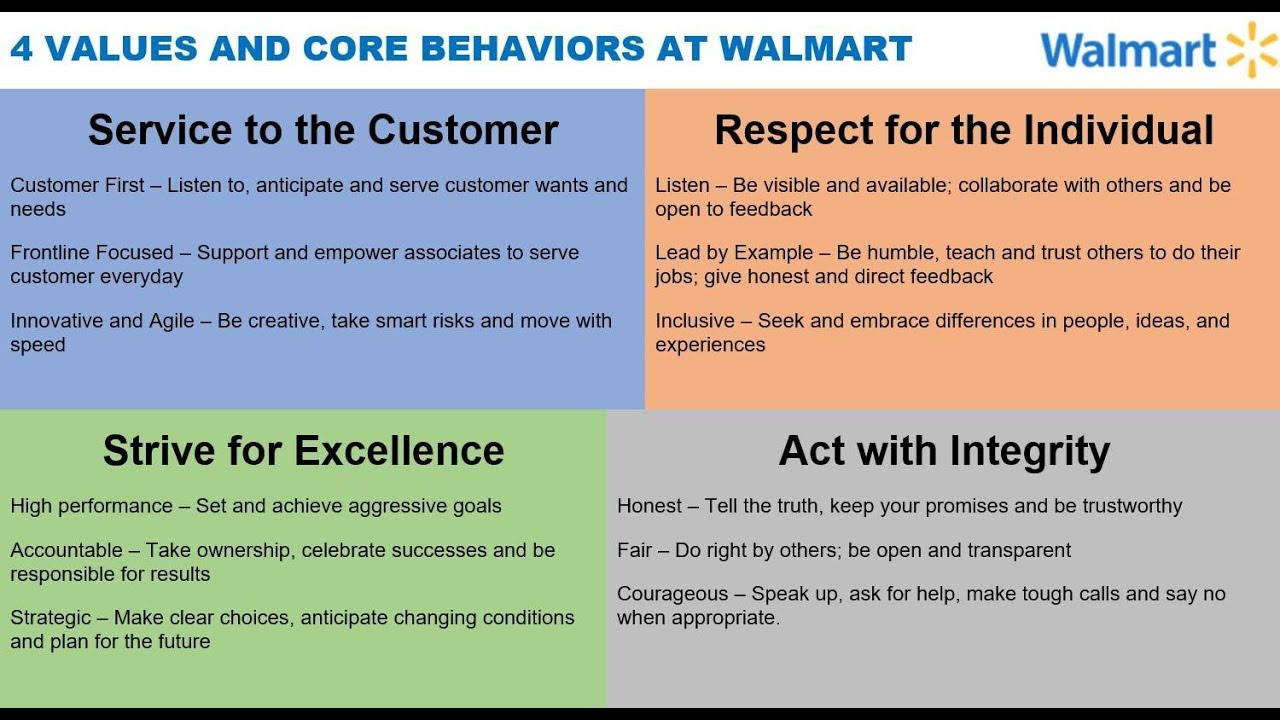 4 VALUES AND CORE BEHAVIORS AT WALMART
Walmart
Service to the Customer
Customer First – Listen to, anticipate and serve customer wants and
needs
Frontline Focused – Support and empower associates to serve
customer everyday
Innovative and Agile – Be creative, take smart risks and move with
speed
Respect for the Individual
Listen – Be visible and available; collaborate with others and be
open to feedback
Lead by Example – Be humble, teach and trust others to do their
jobs; give honest and direct feedback
Inclusive – Seek and embrace differences in people, ideas, and
experiences
Strive for Excellence
High performance – Set and achieve aggressive goals
Accountable – Take ownership, celebrate successes and be
responsible for results
Strategic – Make clear choices, anticipate changing conditions
and plan for the future
Act with Integrity
Honest – Tell the truth, keep your promises and be trustworthy
Fair – Do right by others; be open and transparent
Courageous – Speak up, ask for help, make tough calls and say no
when appropriate.